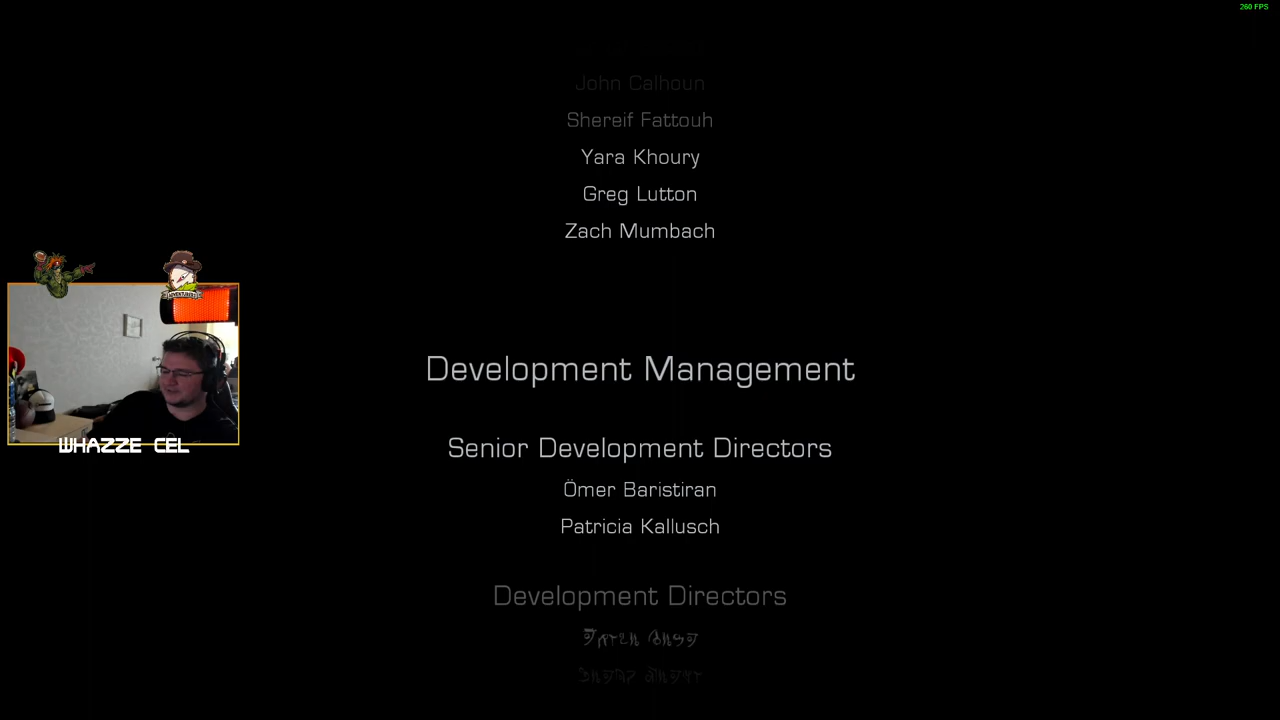 260 FPS
John Calhoun
Shereif Fattouh
Yara Khoury
Greg Lutton
Zach Mumbach
Development Management
WHAZZE CEL
Senior Development Directors
Ömer Baristiran
Patricia Kallusch
Development Directors